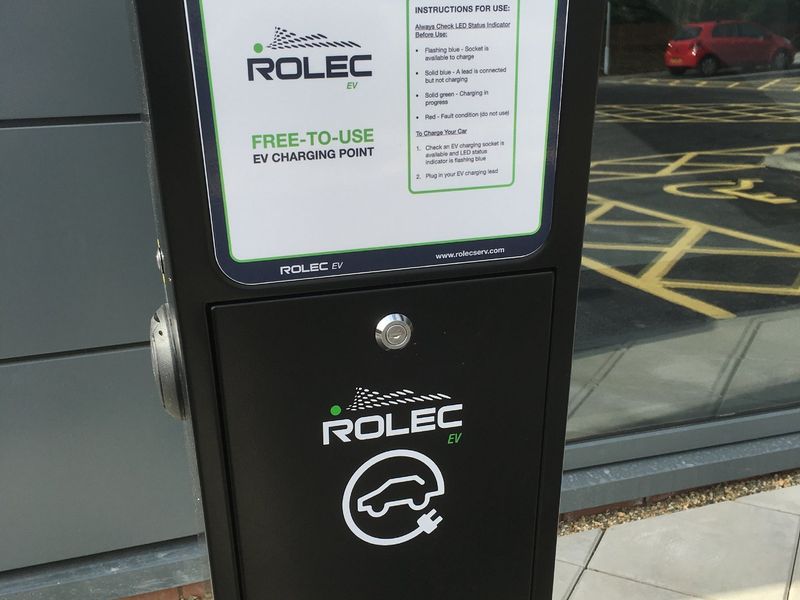 INSTRUCTIONS FOR USE:
Always Check LED Status Indicator
Before Use:
• Flashing blue - Socket is
available to charge
• Solid blue - A lead is connected
but not charging
• Solid green - Charging in
progress
• Red - Fault condition (do not use)
To Charge Your Car
1. Check an EV charging socket is
available and LED status
indicator is flashing blue
2. Plug in your EV charging lead
ROLEC
EV
FREE-TO-USE
EV CHARGING POINT
ROLEC EV
www.rolecserv.com
ROLEC
EV